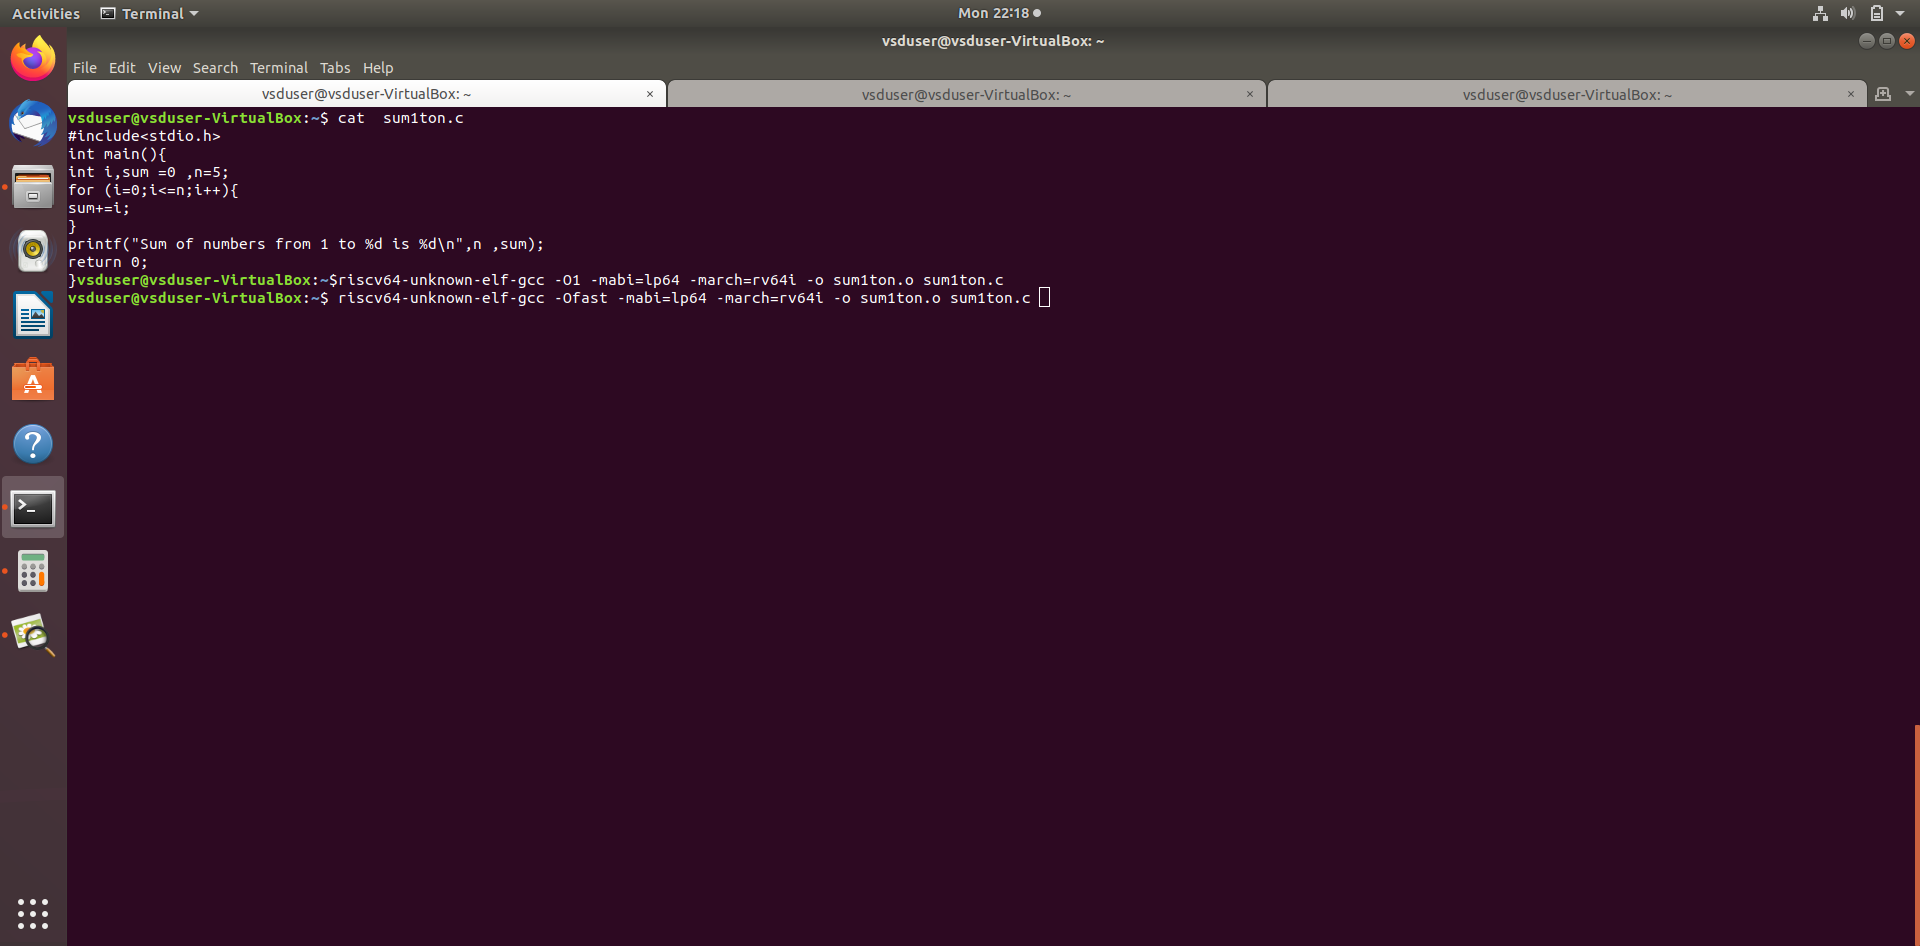 Activities Terminal Mon 22:18
vsduser@vsduser-VirtualBox: ~
File Edit View Search Terminal Tabs Help
vsduser@vsduser-VirtualBox: ~ × vsduser@vsduser-VirtualBox: ~ × vsduser@vsduser-VirtualBox: ~ ×
vsduser@vsduser-VirtualBox:~$ cat  sum1ton.c
#include<stdio.h>
int main(){
int i,sum =0 ,n=5;
for (i=0;i<=n;i++){
sum+=i;
}
printf("Sum of numbers from 1 to %d is %d\n",n ,sum);
return 0;
}vsduser@vsduser-VirtualBox:~$riscv64-unknown-elf-gcc -O1 -mabi=lp64 -march=rv64i -o sum1ton.o sum1ton.c
vsduser@vsduser-VirtualBox:~$ riscv64-unknown-elf-gcc -Ofast -mabi=lp64 -march=rv64i -o sum1ton.o sum1ton.c